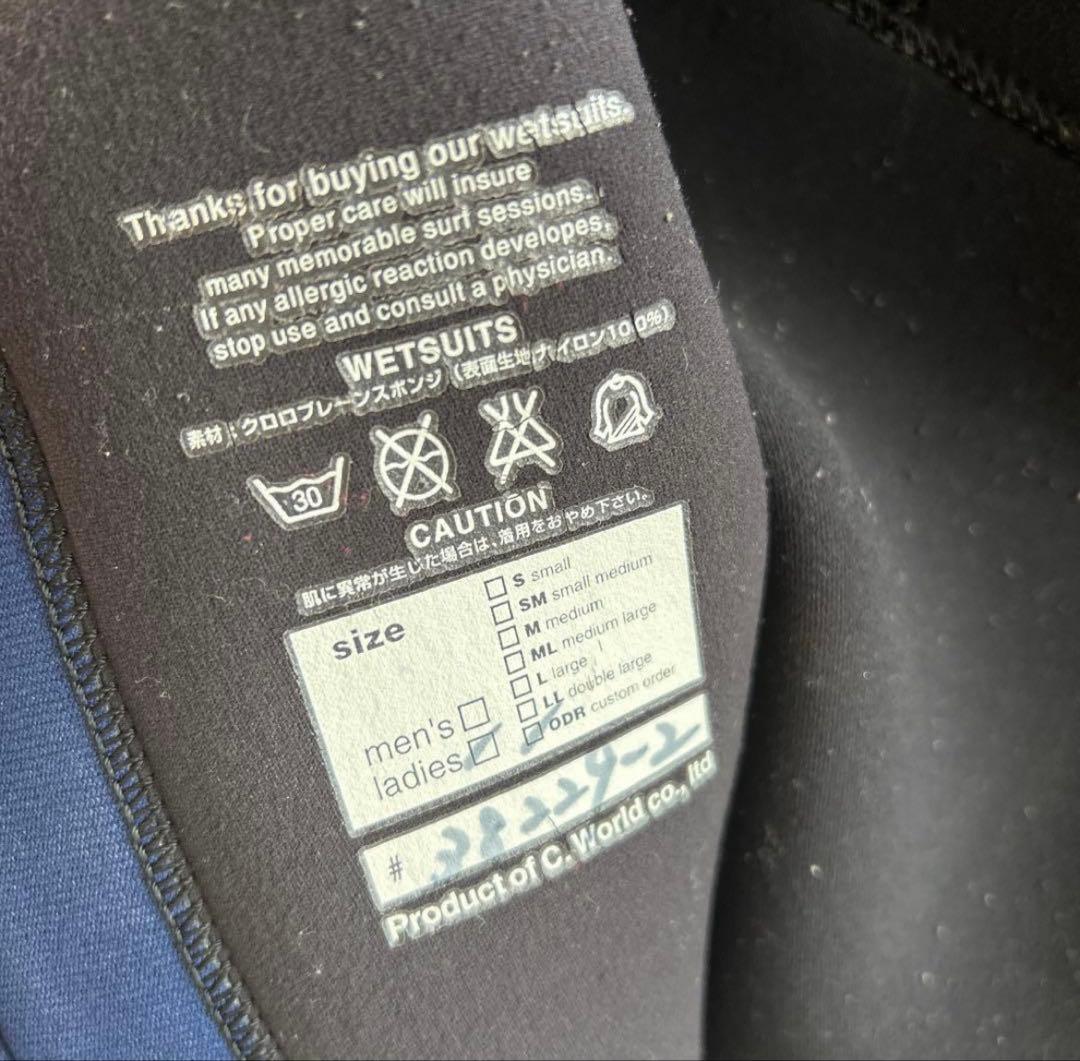 Thanks for buying our wetsuits.
Proper care will insure
many memorable surf sessions.
If any allergic reaction developes,
stop use and consult a physician.
WETSUITS
素材:クロロプレーンスポンジ(表面生地ナイロン100%)
30
CAUTION
肌に異常が生じた場合は、着用をおやめ下さい。
size
men's
ladies
S small
SM small medium
M medium
ML medium large
L large
LL double large
ODR custom order
# 38224-2
Product of C. World co., ltd